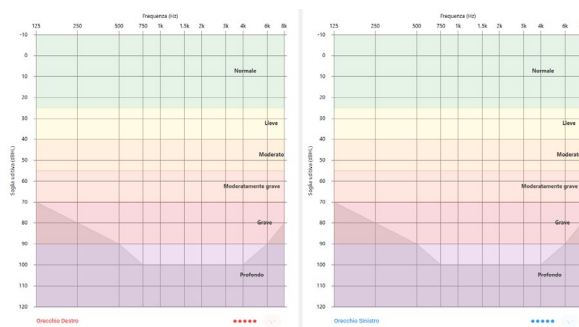 Frequenza (Hz)
125 250 500 750 1k 1.5k 2k 3k 4k 6k 8k
-10
0
10
20
30
40
50
60
70
80
90
100
110
120
Soglia uditiva (dBHL)
Normale
Lieve
Moderato
Moderatamente grave
Grave
Profondo
Orecchio Destro
Frequenza (Hz)
125 250 500 750 1k 1.5k 2k 3k 4k 6k
-10
0
10
20
30
40
50
60
70
80
90
100
110
120
Soglia uditiva (dBHL)
Normale
Lieve
Moderato
Moderatamente grave
Grave
Profondo
Orecchio Sinistro